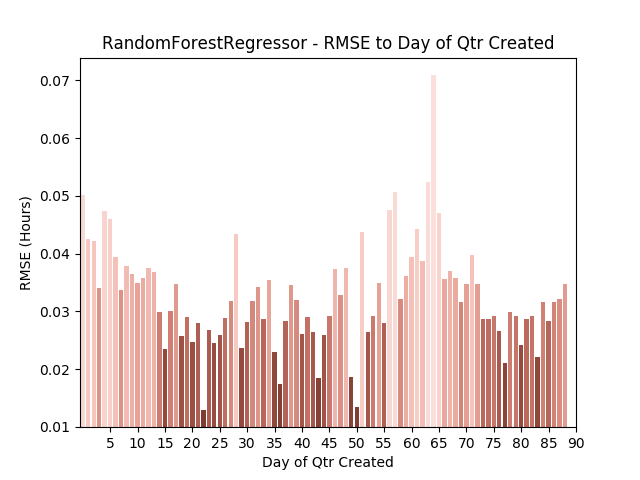 RandomForestRegressor - RMSE to Day of Qtr Created
0.07
0.06
0.05
0.04
0.03
0.02
0.01
RMSE (Hours)
5 10 15 20 25 30 35 40 45 50 55 60 65 70 75 80 85 90
Day of Qtr Created